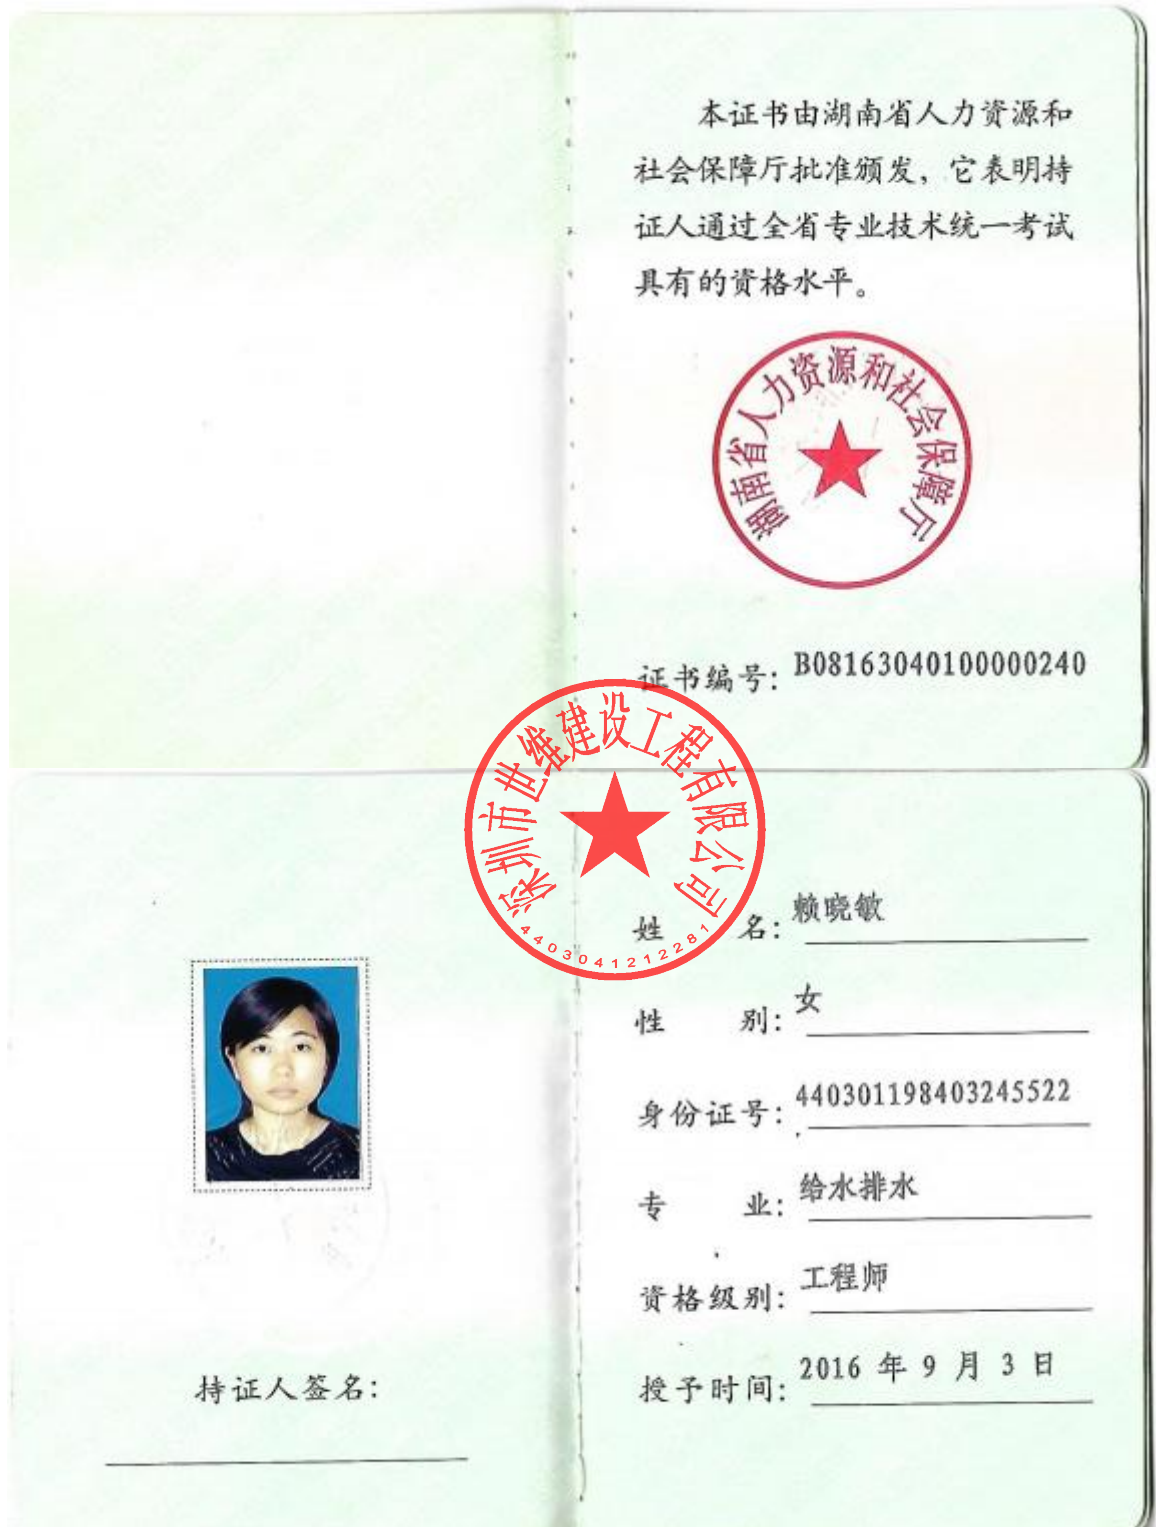 本证书由湖南省人力资源和
社会保障厅批准颁发，它表明持
证人通过全省专业技术统一考试
具有的资格水平。
湖南省人力资源和社会保障厅
证书编号：B08163040100000240
深圳市世维建设工程有限公司
4403041212281
姓名：赖晓敏
性别：女
身份证号：440301198403245522
专业：给水排水
资格级别：工程师
授予时间：2016 年 9 月 3 日
持证人签名：